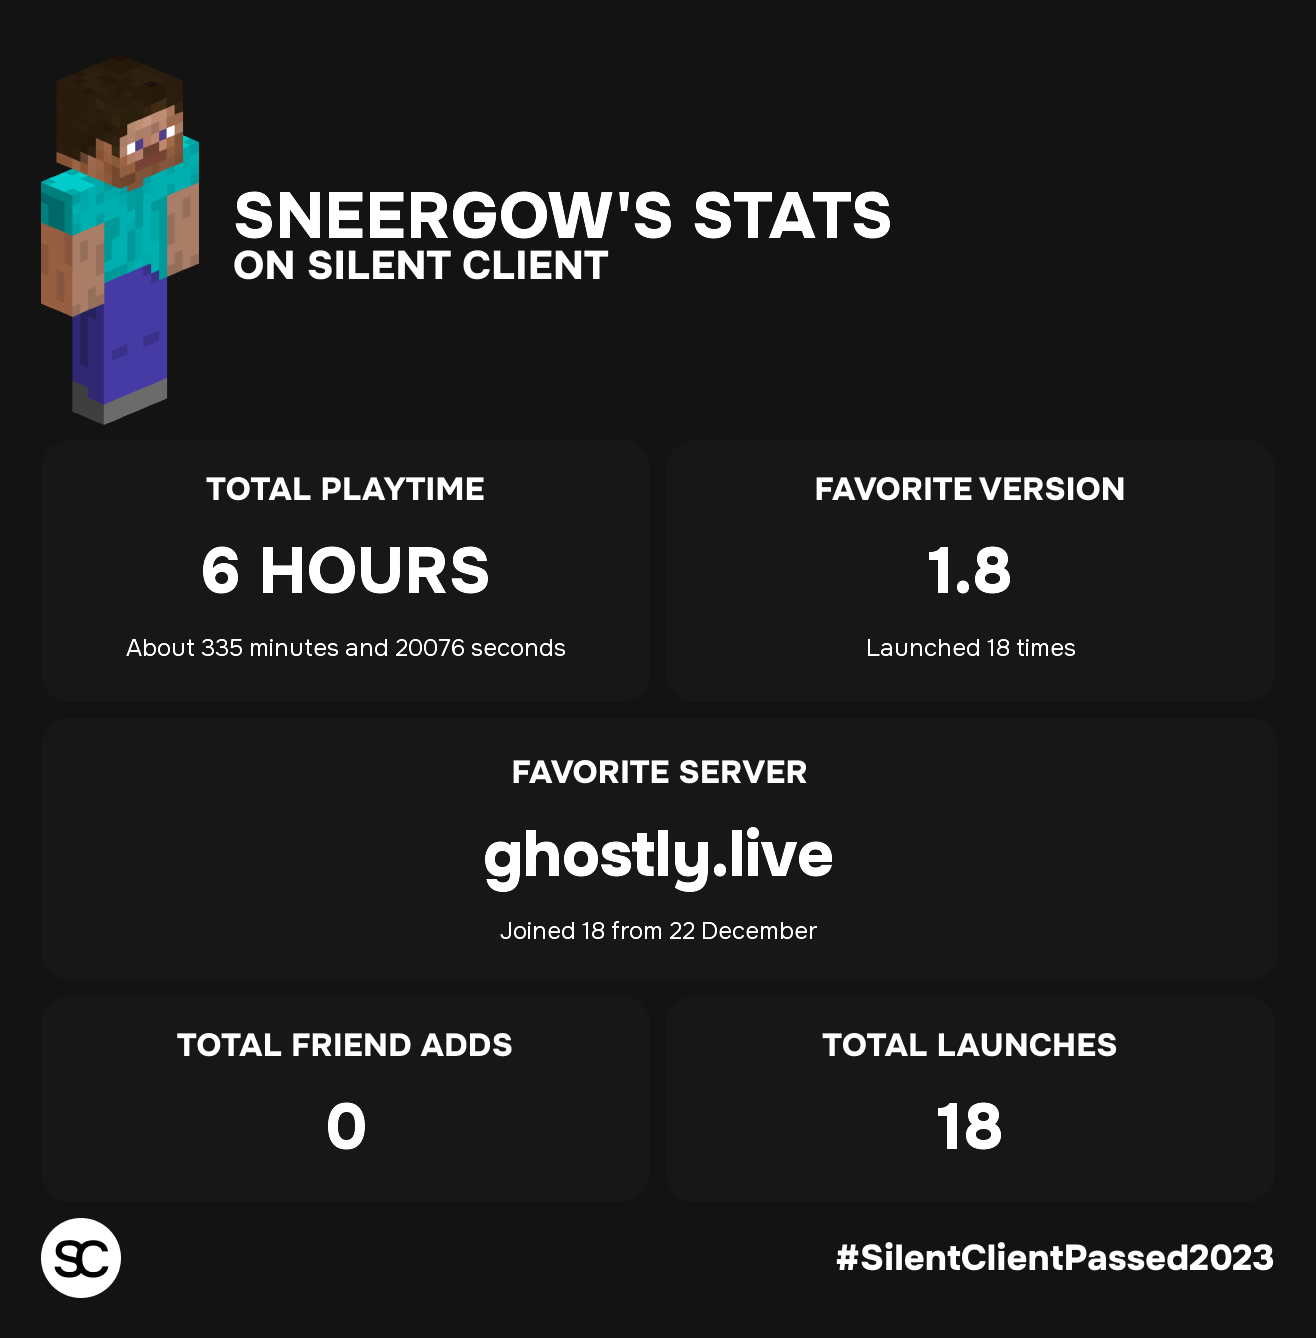 SNEERGOW'S STATS
ON SILENT CLIENT
TOTAL PLAYTIME
6 HOURS
About 335 minutes and 20076 seconds
FAVORITE VERSION
1.8
Launched 18 times
FAVORITE SERVER
ghostly.live
Joined 18 from 22 December
TOTAL FRIEND ADDS
0
TOTAL LAUNCHES
18
SC
#SilentClientPassed2023